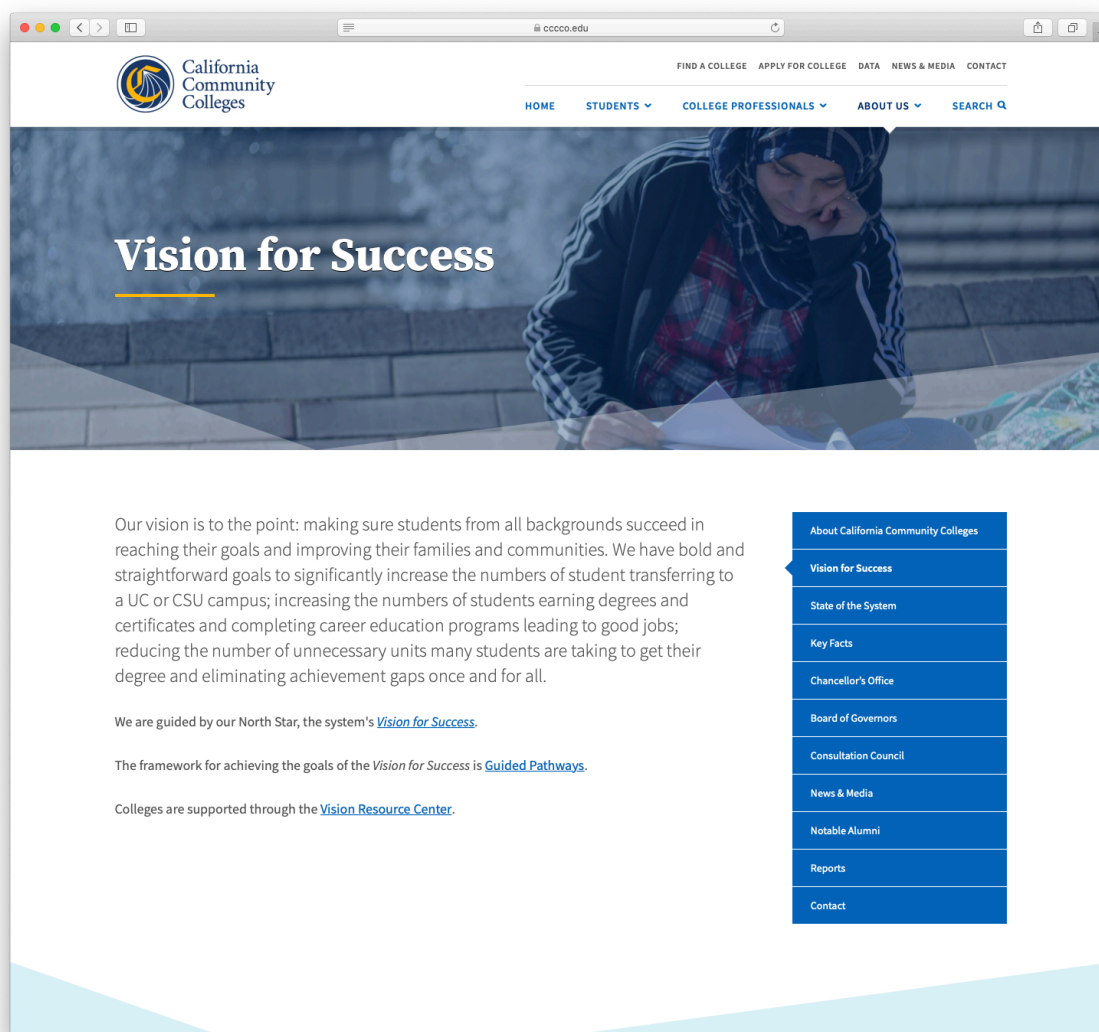 cccco.edu
California
Community
Colleges
FIND A COLLEGE APPLY FOR COLLEGE DATA NEWS & MEDIA CONTACT
HOME STUDENTS COLLEGE PROFESSIONALS ABOUT US SEARCH
Vision for Success
Our vision is to the point: making sure students from all backgrounds succeed in
reaching their goals and improving their families and communities. We have bold and
straightforward goals to significantly increase the numbers of student transferring to
a UC or CSU campus; increasing the numbers of students earning degrees and
certificates and completing career education programs leading to good jobs;
reducing the number of unnecessary units many students are taking to get their
degree and eliminating achievement gaps once and for all.
We are guided by our North Star, the system's Vision for Success.
The framework for achieving the goals of the Vision for Success is Guided Pathways.
Colleges are supported through the Vision Resource Center.
About California Community Colleges
Vision for Success
State of the System
Key Facts
Chancellor's Office
Board of Governors
Consultation Council
News & Media
Notable Alumni
Reports
Contact